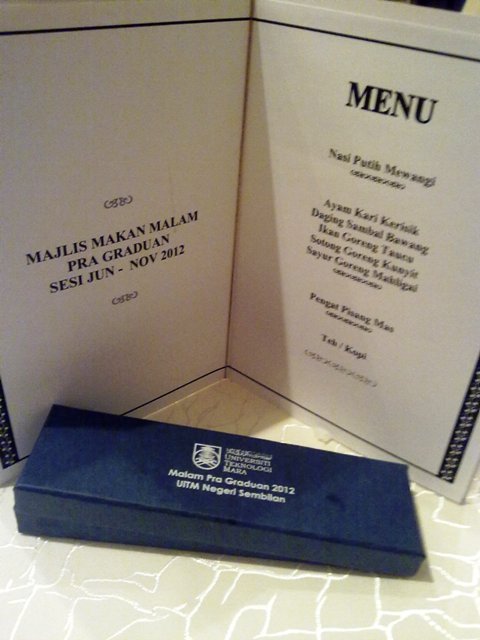 MAJLIS MAKAN MALAM
PRA GRADUAN
SESI JUN - NOV 2012
MENU
Nasi Putih Mewangi
Ayam Kari Kerisik
Daging Sambal Bawang
Ikan Goreng Taucu
Sotong Goreng Kunyit
Sayur Goreng Mahligai
Pengat Pisang Mas
Teh / Kopi
UNIVERSITI
TEKNOLOGI
MARA
Malam Pra Graduan 2012
UiTM Negeri Sembilan